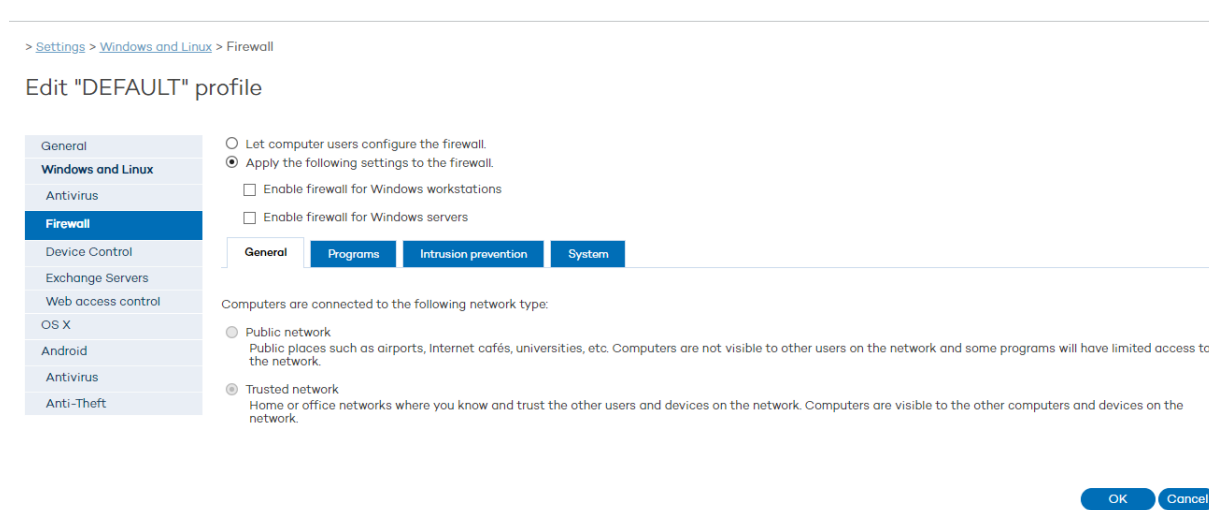 > Settings > Windows and Linux > Firewall
Edit "DEFAULT" profile
General
Windows and Linux
Antivirus
Firewall
Device Control
Exchange Servers
Web access control
OS X
Android
Antivirus
Anti-Theft
Let computer users configure the firewall.
Apply the following settings to the firewall.
Enable firewall for Windows workstations
Enable firewall for Windows servers
General Programs Intrusion prevention System
Computers are connected to the following network type:
Public network
Public places such as airports, Internet cafés, universities, etc. Computers are not visible to other users on the network and some programs will have limited access to
the network.
Trusted network
Home or office networks where you know and trust the other users and devices on the network. Computers are visible to the other computers and devices on the
network.
OK Cancel